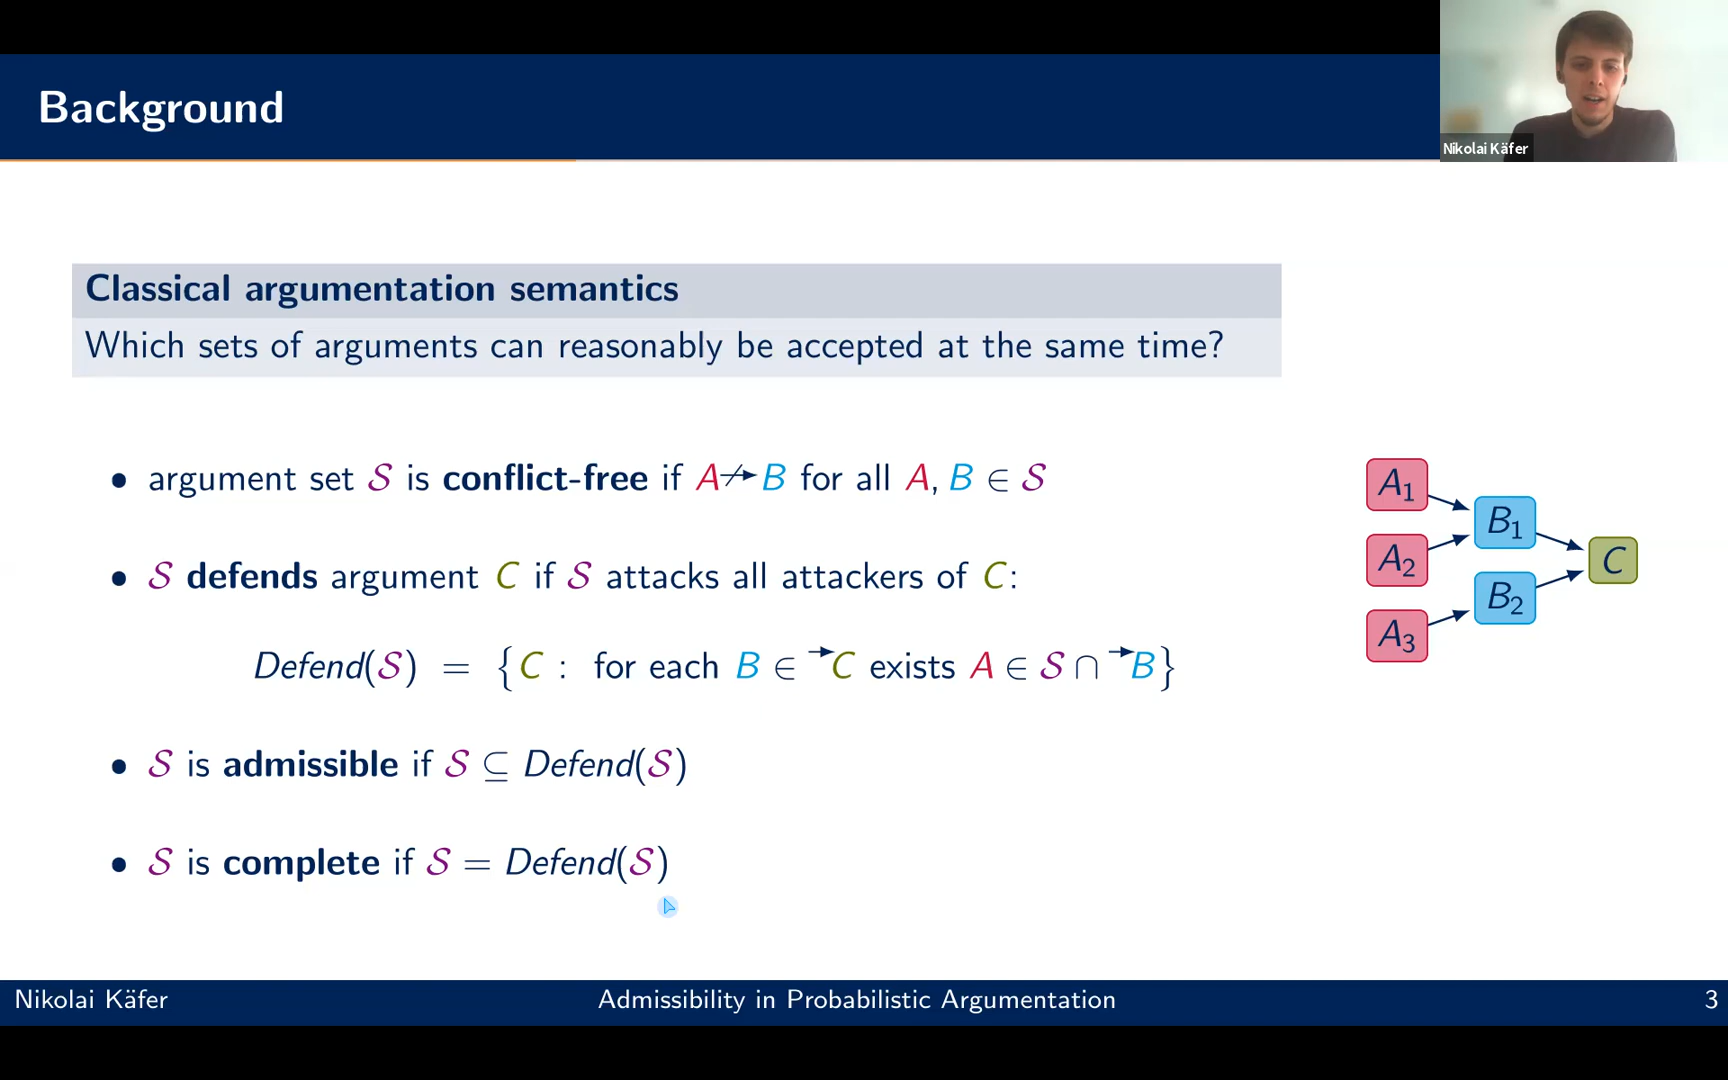 Background
Nikolai Käfer
Classical argumentation semantics
Which sets of arguments can reasonably be accepted at the same time?
• argument set 𝒮 is conflict-free if A ↛ B for all A, B ∈ 𝒮
• 𝒮 defends argument C if 𝒮 attacks all attackers of C:
Defend(𝒮) = {C : for each B ∈ →C exists A ∈ 𝒮 ∩ →B}
• 𝒮 is admissible if 𝒮 ⊆ Defend(𝒮)
• 𝒮 is complete if 𝒮 = Defend(𝒮)
A₁
B₁
A₂
C
B₂
A₃
Nikolai Käfer Admissibility in Probabilistic Argumentation 3